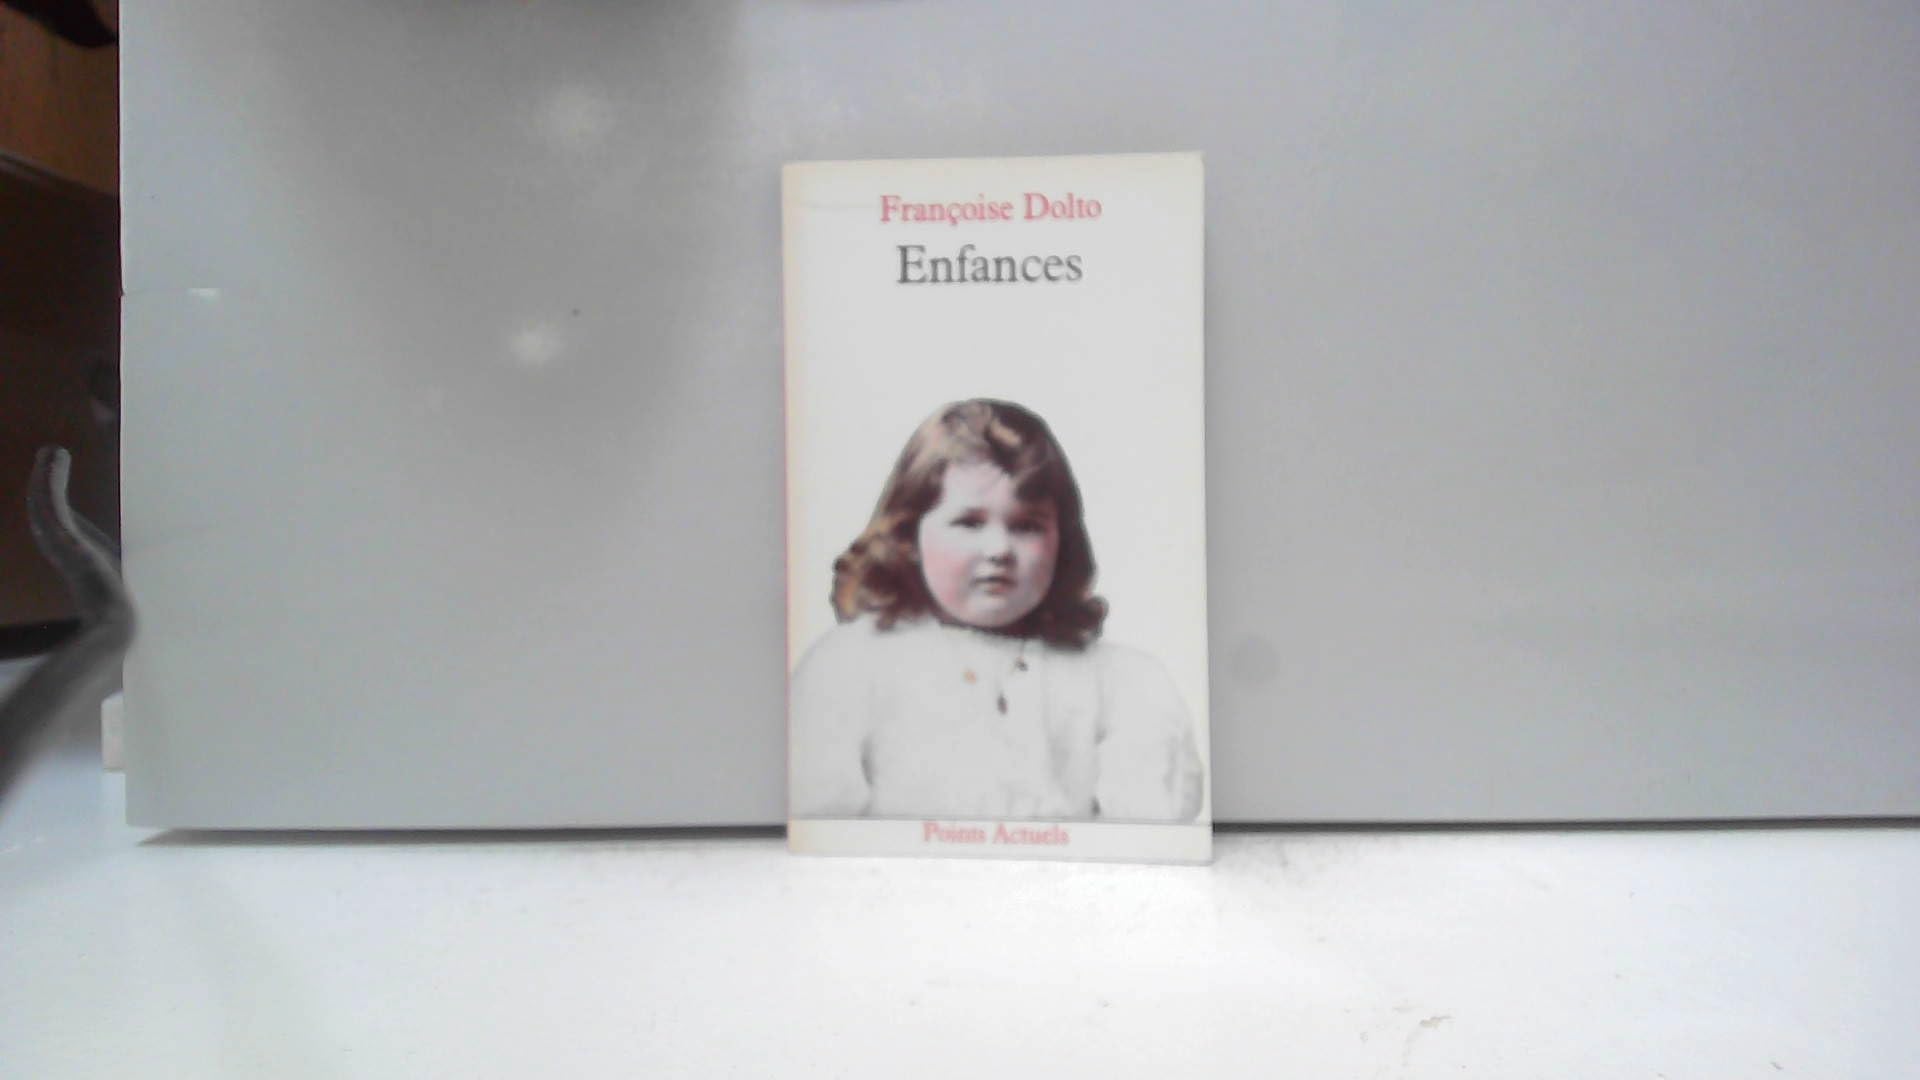 Françoise Dolto
Enfances
Points Actuels